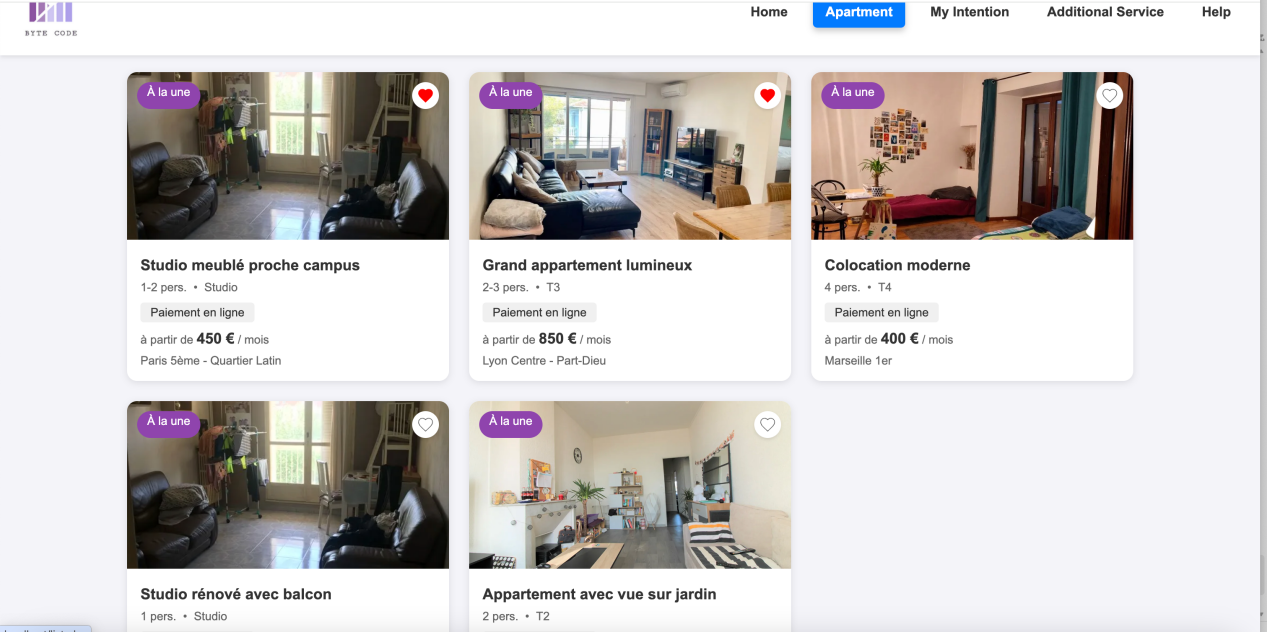 BYTE CODE
Home
Apartment
My Intention
Additional Service
Help
À la une
À la une
À la une
Studio meublé proche campus
1-2 pers. • Studio
Paiement en ligne
à partir de 450 € / mois
Paris 5ème - Quartier Latin
Grand appartement lumineux
2-3 pers. • T3
Paiement en ligne
à partir de 850 € / mois
Lyon Centre - Part-Dieu
Colocation moderne
4 pers. • T4
Paiement en ligne
à partir de 400 € / mois
Marseille 1er
À la une
À la une
Studio rénové avec balcon
1 pers. • Studio
Appartement avec vue sur jardin
2 pers. • T2